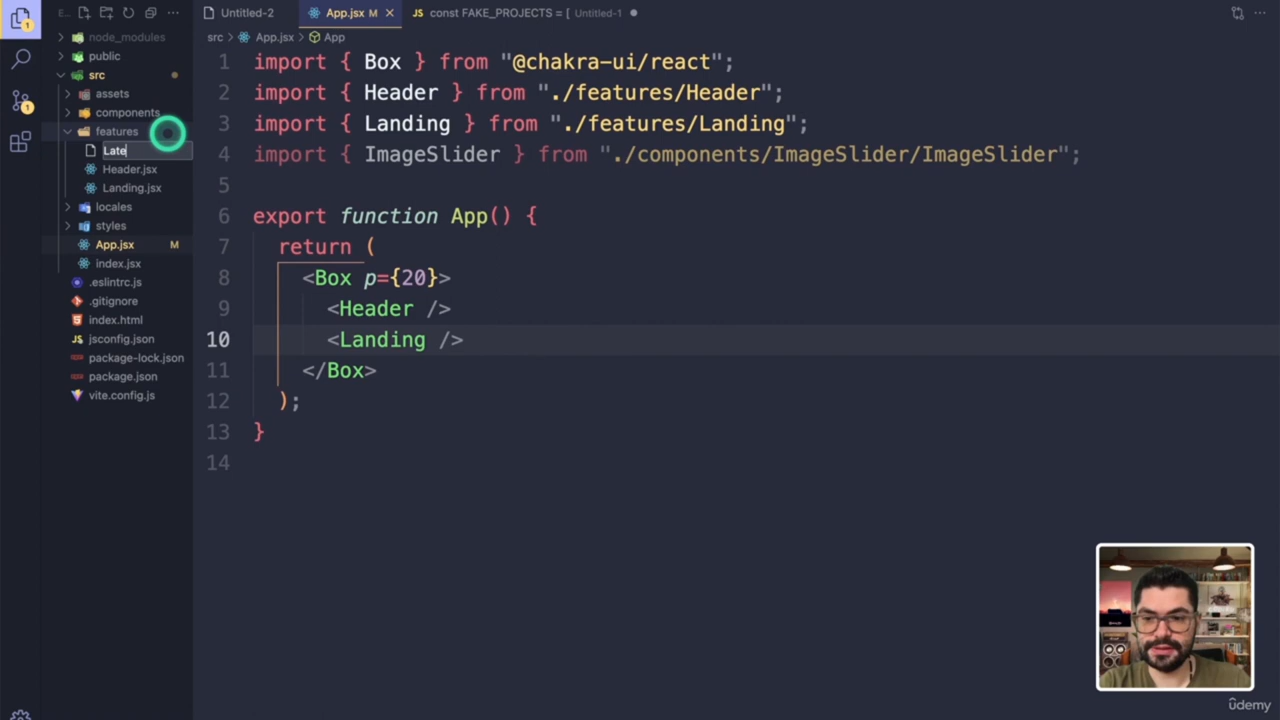 E...
Untitled-2
App.jsx M
JS const FAKE_PROJECTS = [ Untitled-1
1
node_modules
public
src
assets
components
features
Late
Header.jsx
Landing.jsx
locales
styles
App.jsx M
index.jsx
.eslintrc.js
.gitignore
index.html
JS jsconfig.json
package-lock.json
package.json
vite.config.js
1
src > App.jsx > App
1 import { Box } from "@chakra-ui/react";
2 import { Header } from "./features/Header";
3 import { Landing } from "./features/Landing";
4 import { ImageSlider } from "./components/ImageSlider/ImageSlider";
5
6 export function App() {
7 return (
8 <Box p={20}>
9 <Header />
10 <Landing />
11 </Box>
12 );
13 }
14
ûdemy